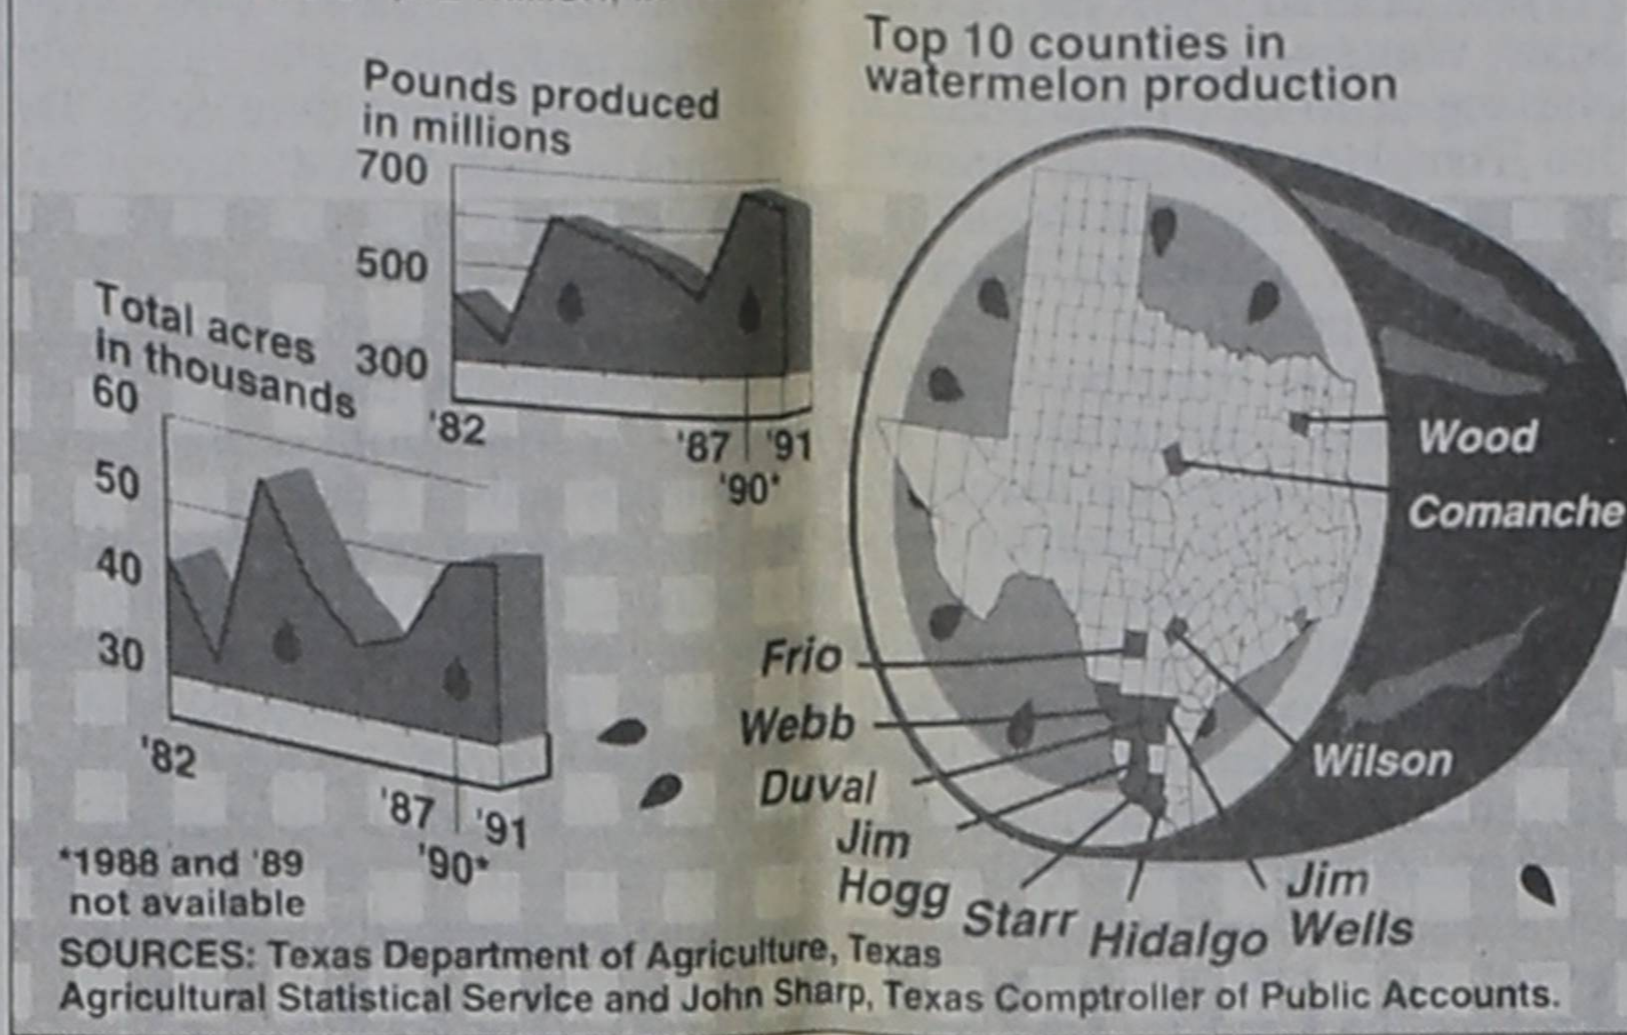 Pounds produced
in millions
700
500
300
'82
'87
'91
'90*
Total acres
in thousands
60
50
40
30
'82
'87
'91
'90*
*1988 and '89
not available
Top 10 counties in
watermelon production
Wood
Comanche
Frio
Webb
Duval
Jim
Hogg
Starr
Hidalgo
Jim
Wells
Wilson
SOURCES: Texas Department of Agriculture, Texas
Agricultural Statistical Service and John Sharp, Texas Comptroller of Public Accounts.